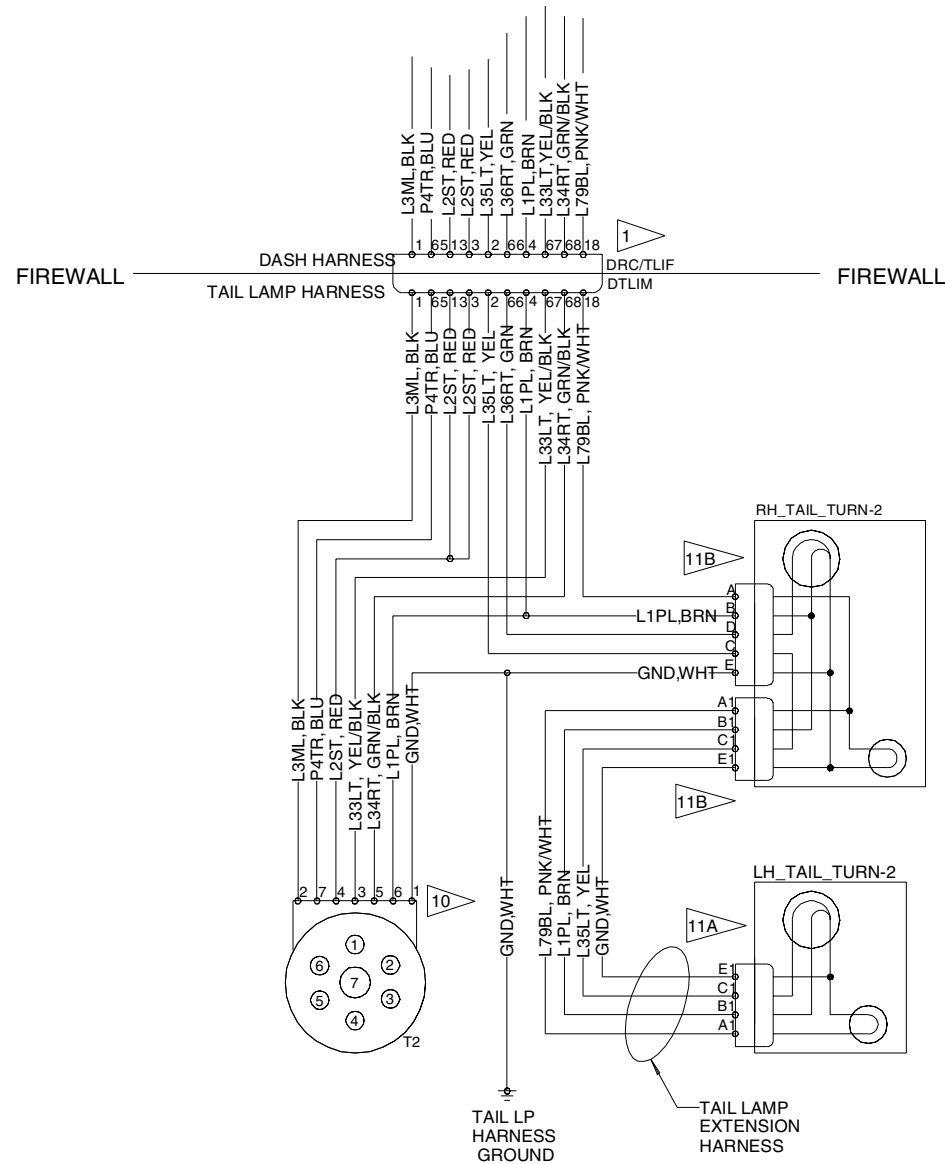 L3ML,BLK
P4TR,BLU
L2ST,RED
L2ST,RED
L35LT,YEL
L36RT,GRN
L1PL,BRN
L33LT,YEL/BLK
L34RT,GRN/BLK
L79BL,PNK/WHT
1 65 13 3 2 66 4 67 68 18
1
DASH HARNESS
DRC/TLIF
FIREWALL
FIREWALL
TAIL LAMP HARNESS
DTLIM
1 65 13 3 2 66 4 67 68 18
L3ML,BLK
P4TR,BLU
L2ST, RED
L2ST, RED
L35LT, YEL
L36RT, GRN
L1PL, BRN
L33LT, YEL/BLK
L34RT, GRN/BLK
L79BL, PNK/WHT
RH_TAIL_TURN-2
11B
A
B
L1PL,BRN
D
C
GND,WHT
E
A1
B1
C1
E1
11B
L3ML, BLK
P4TR, BLU
L2ST, RED
L33LT, YEL/BLK
L34RT, GRN/BLK
L1PL, BRN
GND,WHT
2 7 4 3 5 6 1
10
1
6 2
7
5 3
4
T2
GND,WHT
L79BL, PNK/WHT
L1PL, BRN
L35LT, YEL
GND,WHT
LH_TAIL_TURN-2
11A
E1
C1
B1
A1
TAIL LP
HARNESS
GROUND
TAIL LAMP
EXTENSION
HARNESS